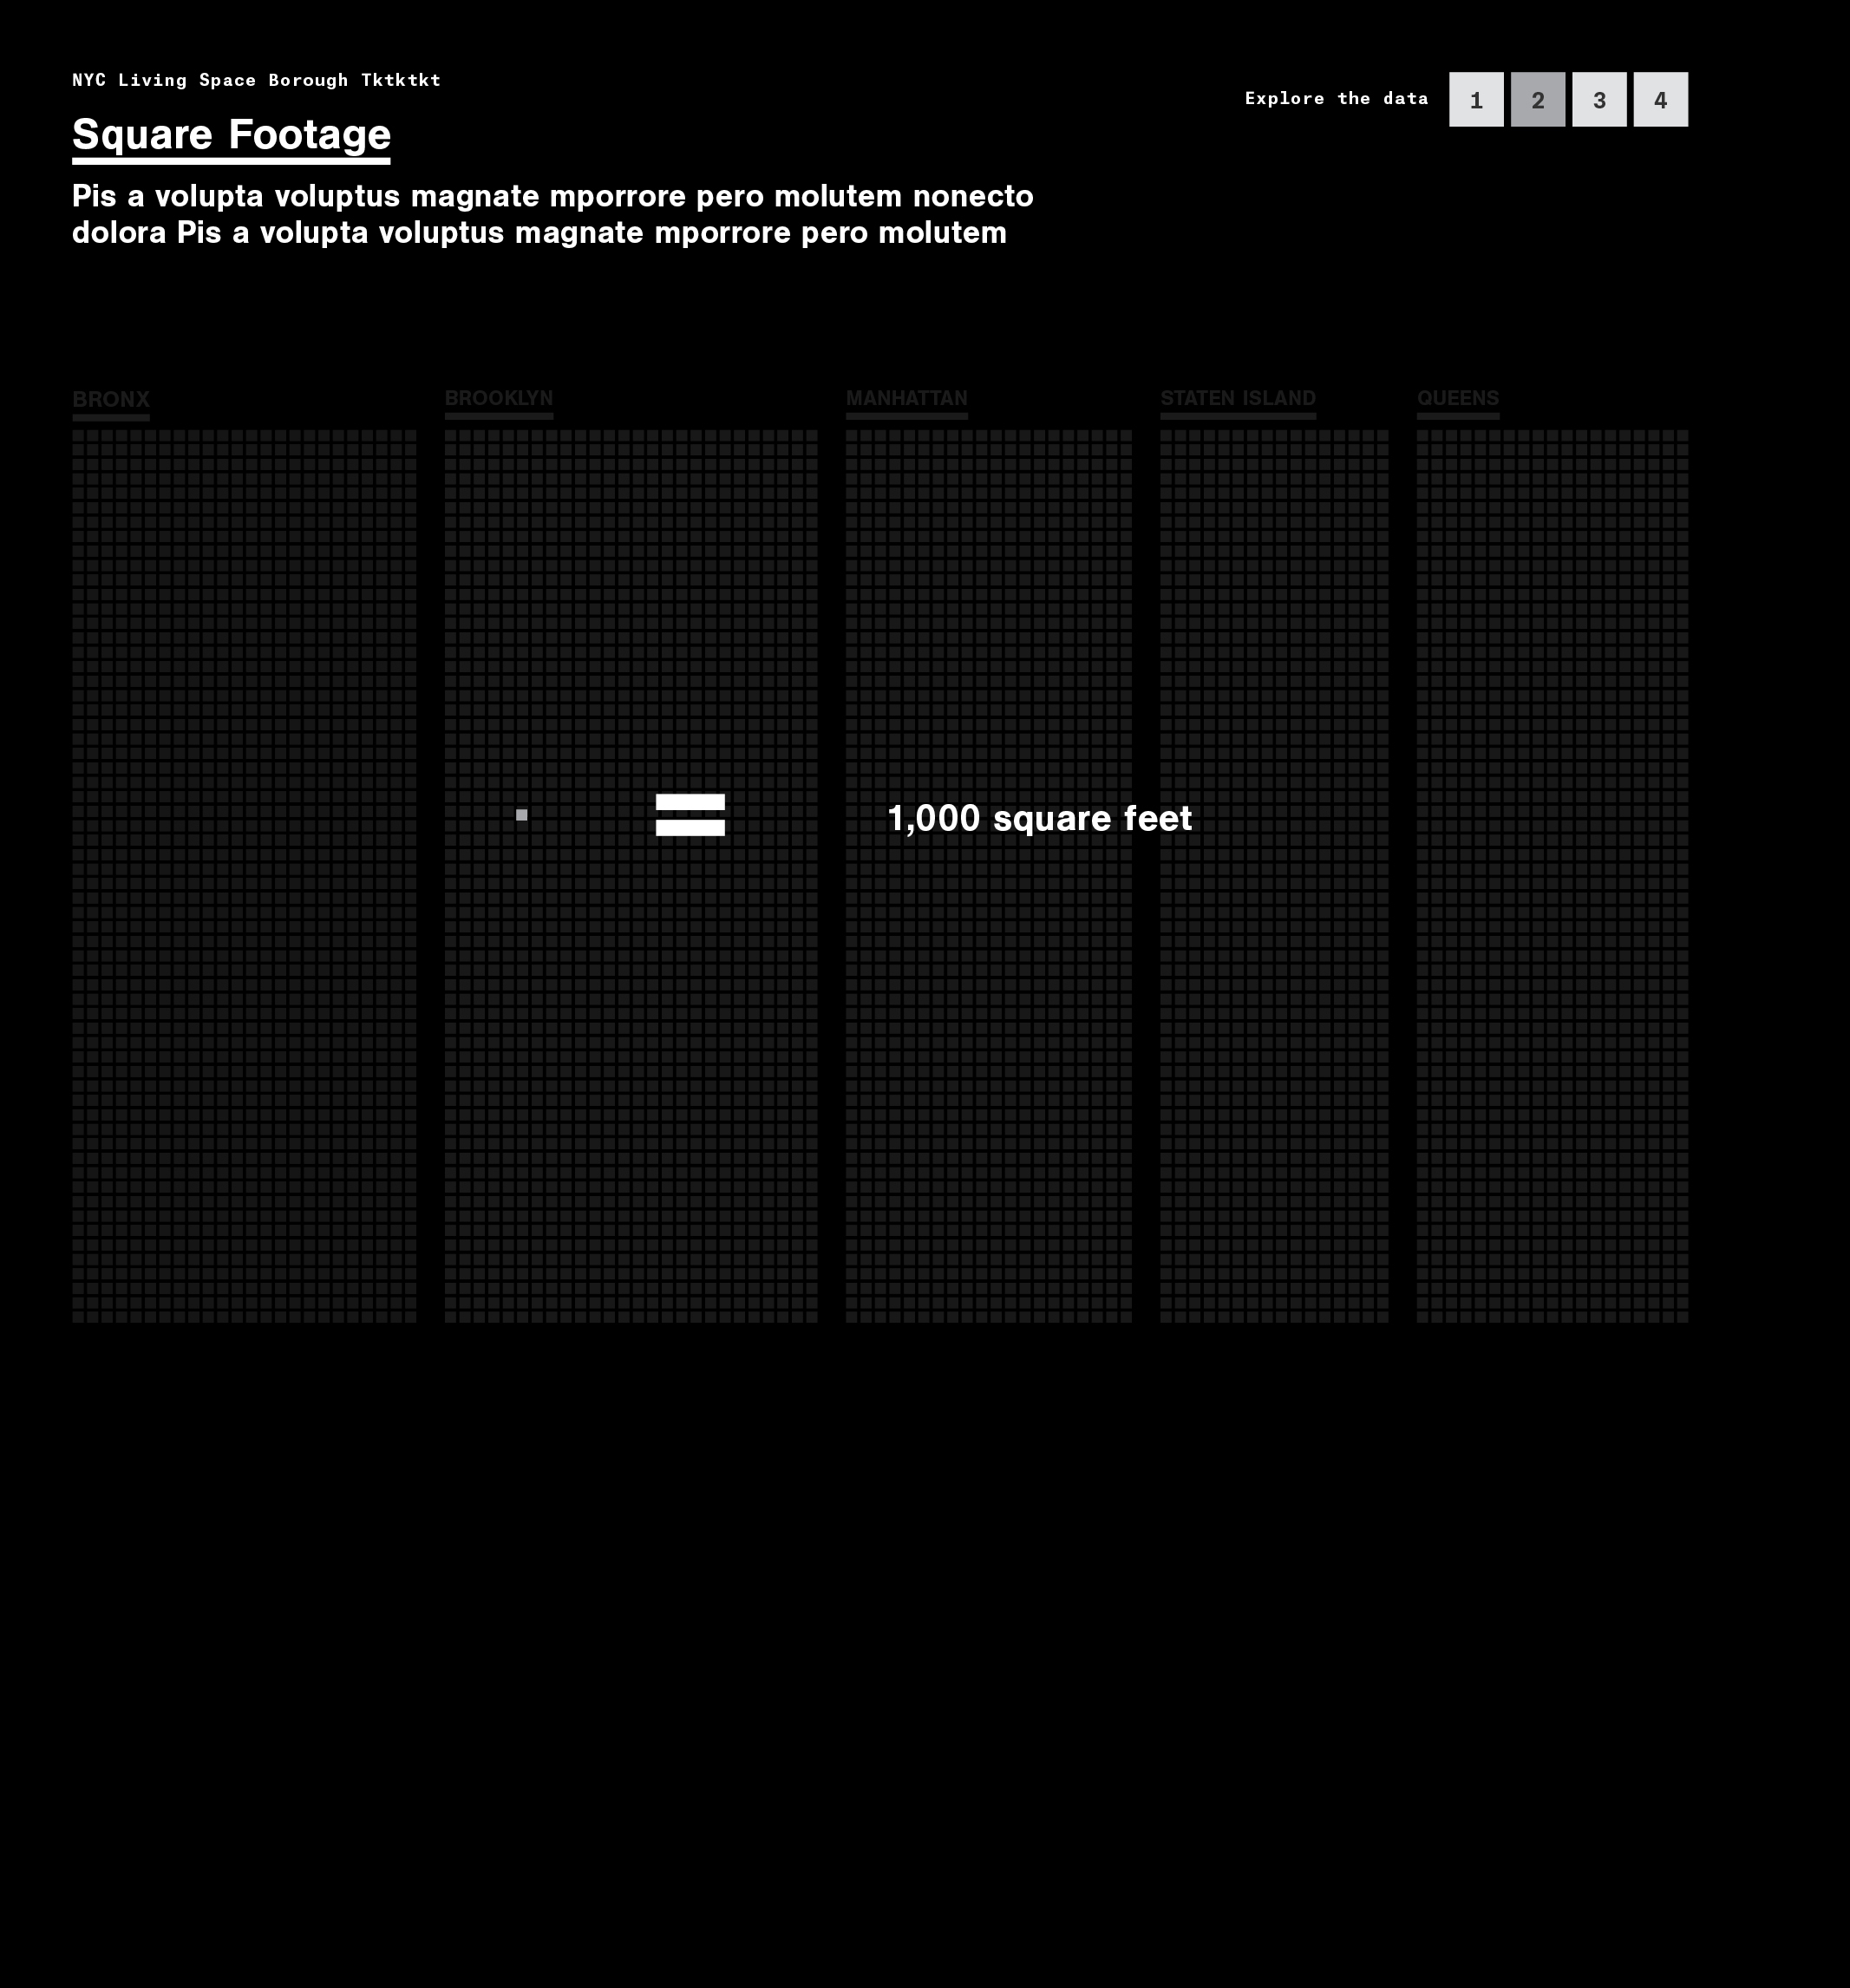 NYC Living Space Borough Tktktkt
Explore the data 1 2 3 4
Square Footage
Pis a volupta voluptus magnate mporrore pero molutem nonecto
dolora Pis a volupta voluptus magnate mporrore pero molutem
BRONX BROOKLYN MANHATTAN STATEN ISLAND QUEENS
= 1,000 square feet